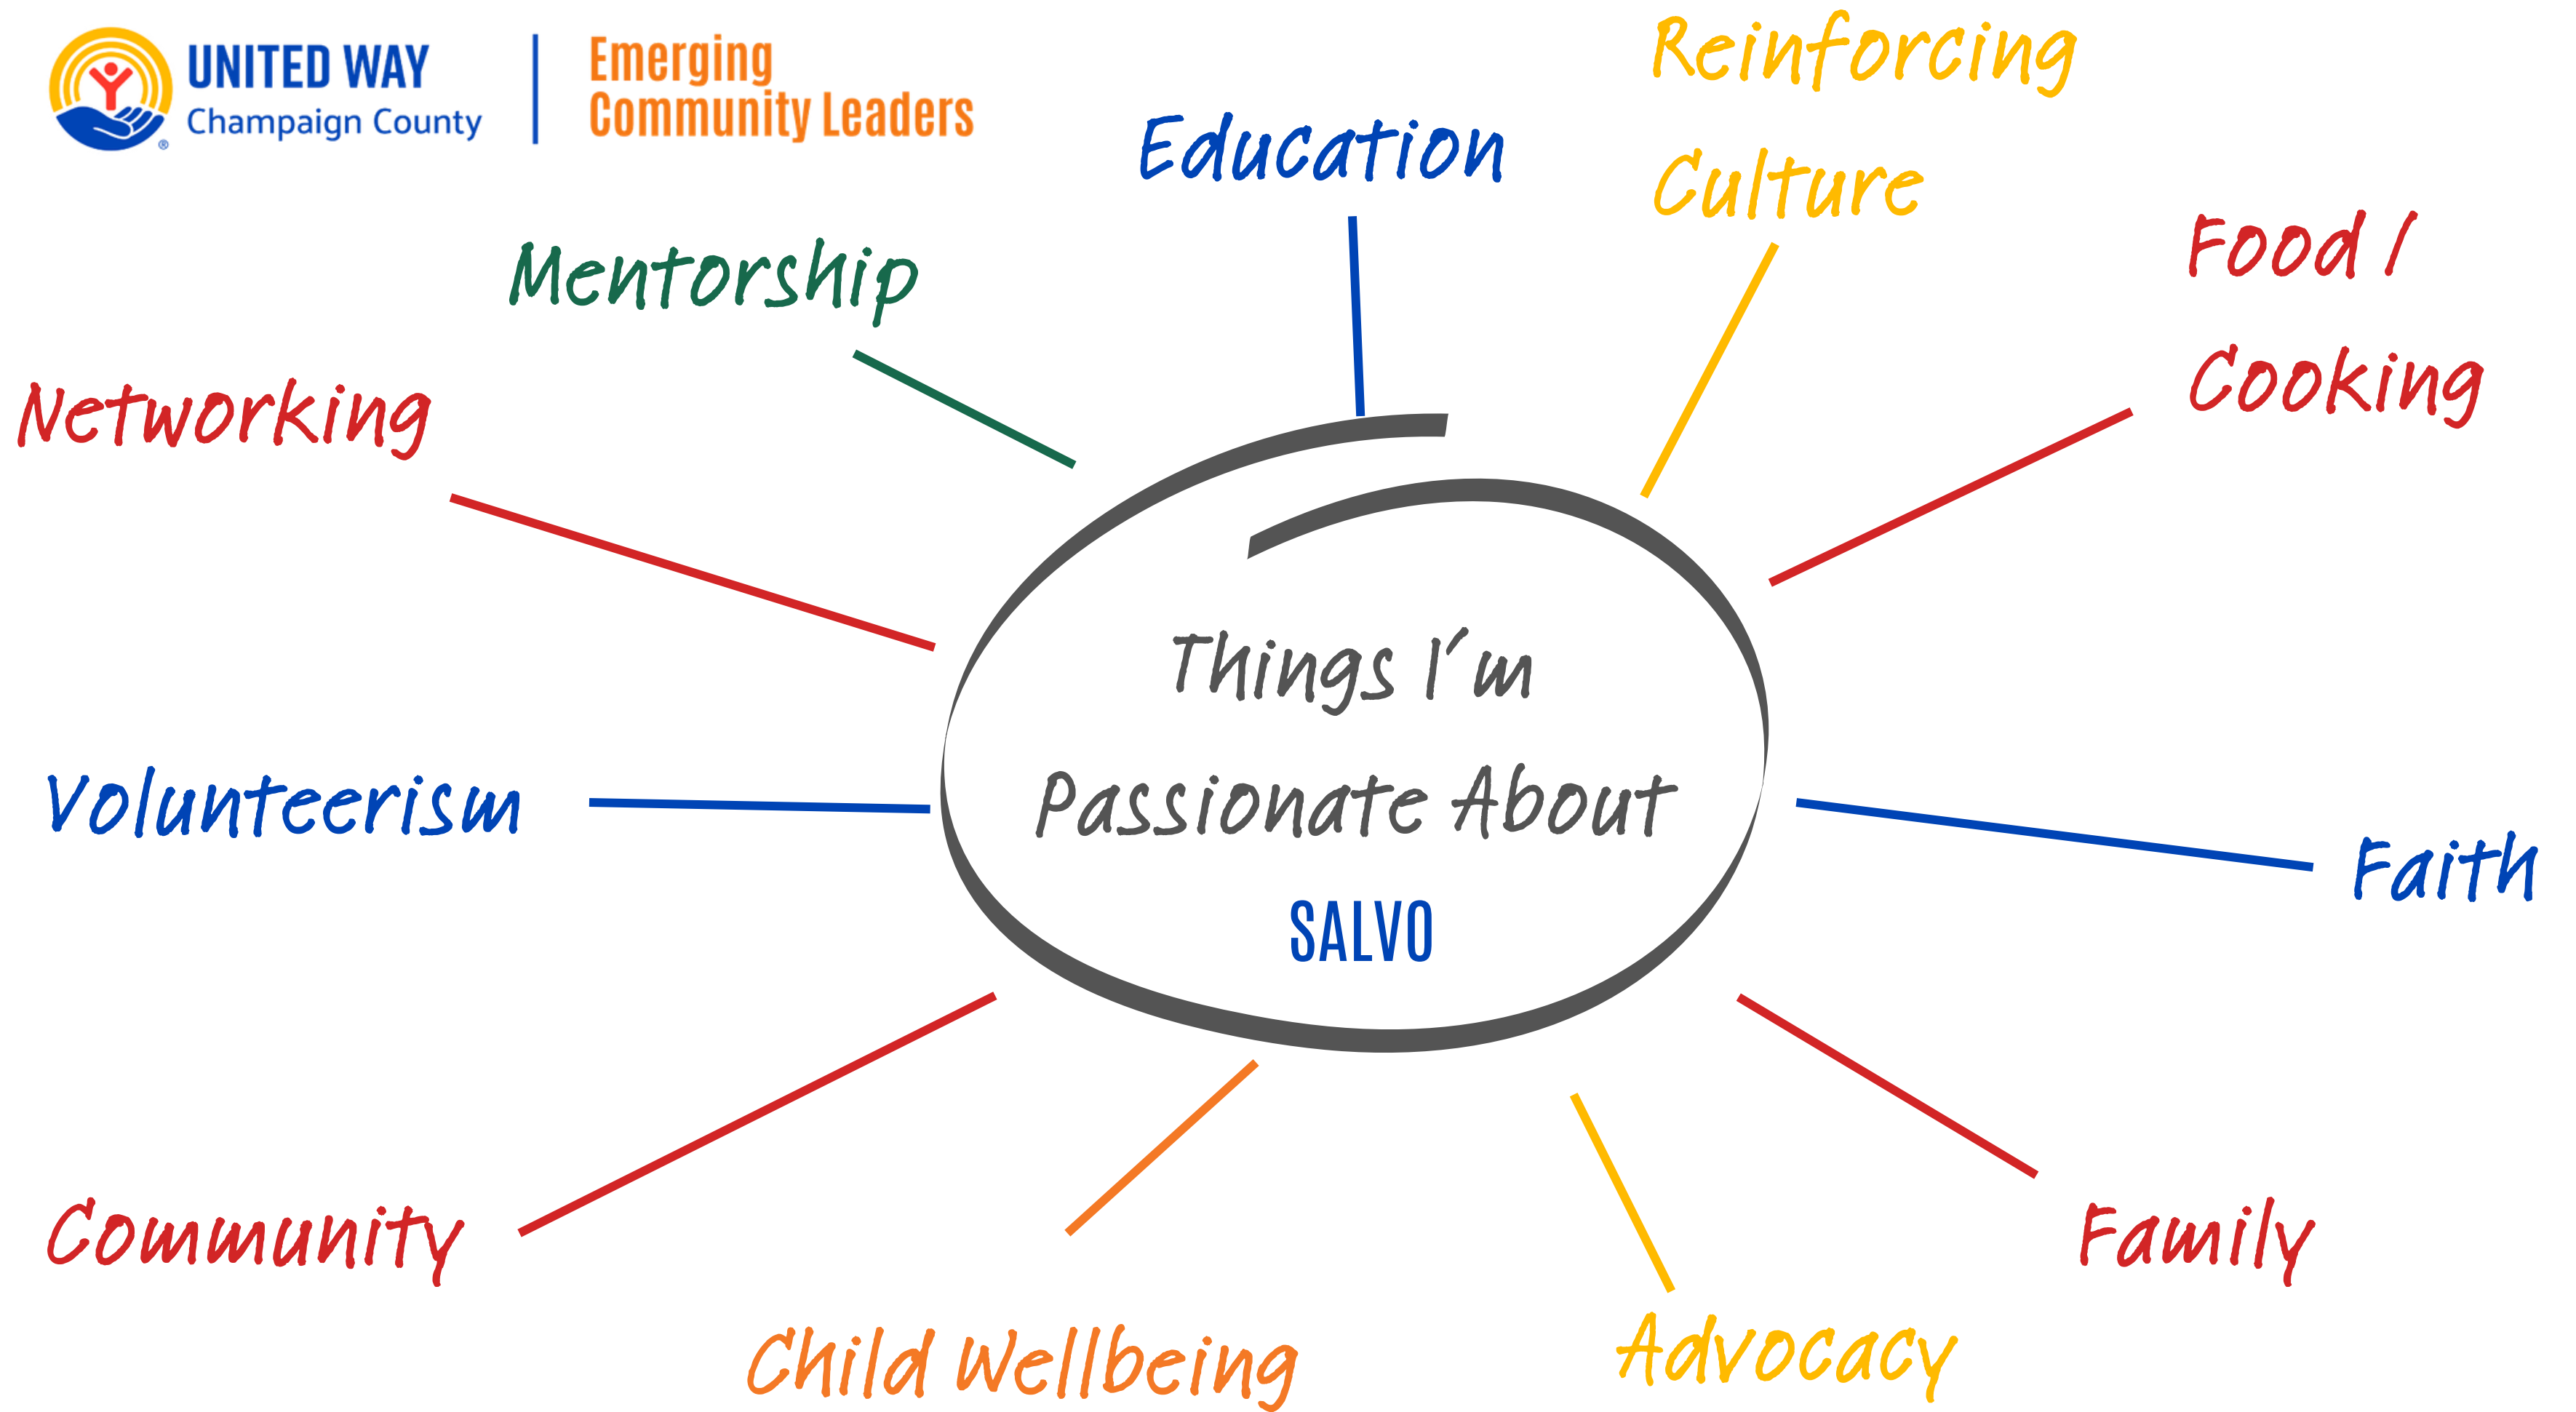 UNITED WAY
Champaign County
®
Emerging
Community Leaders
Education
Reinforcing
Culture
Mentorship
Food /
Cooking
Networking
Things I'm
Passionate About
SALVO
Volunteerism
Faith
Community
Family
Child Wellbeing
Advocacy